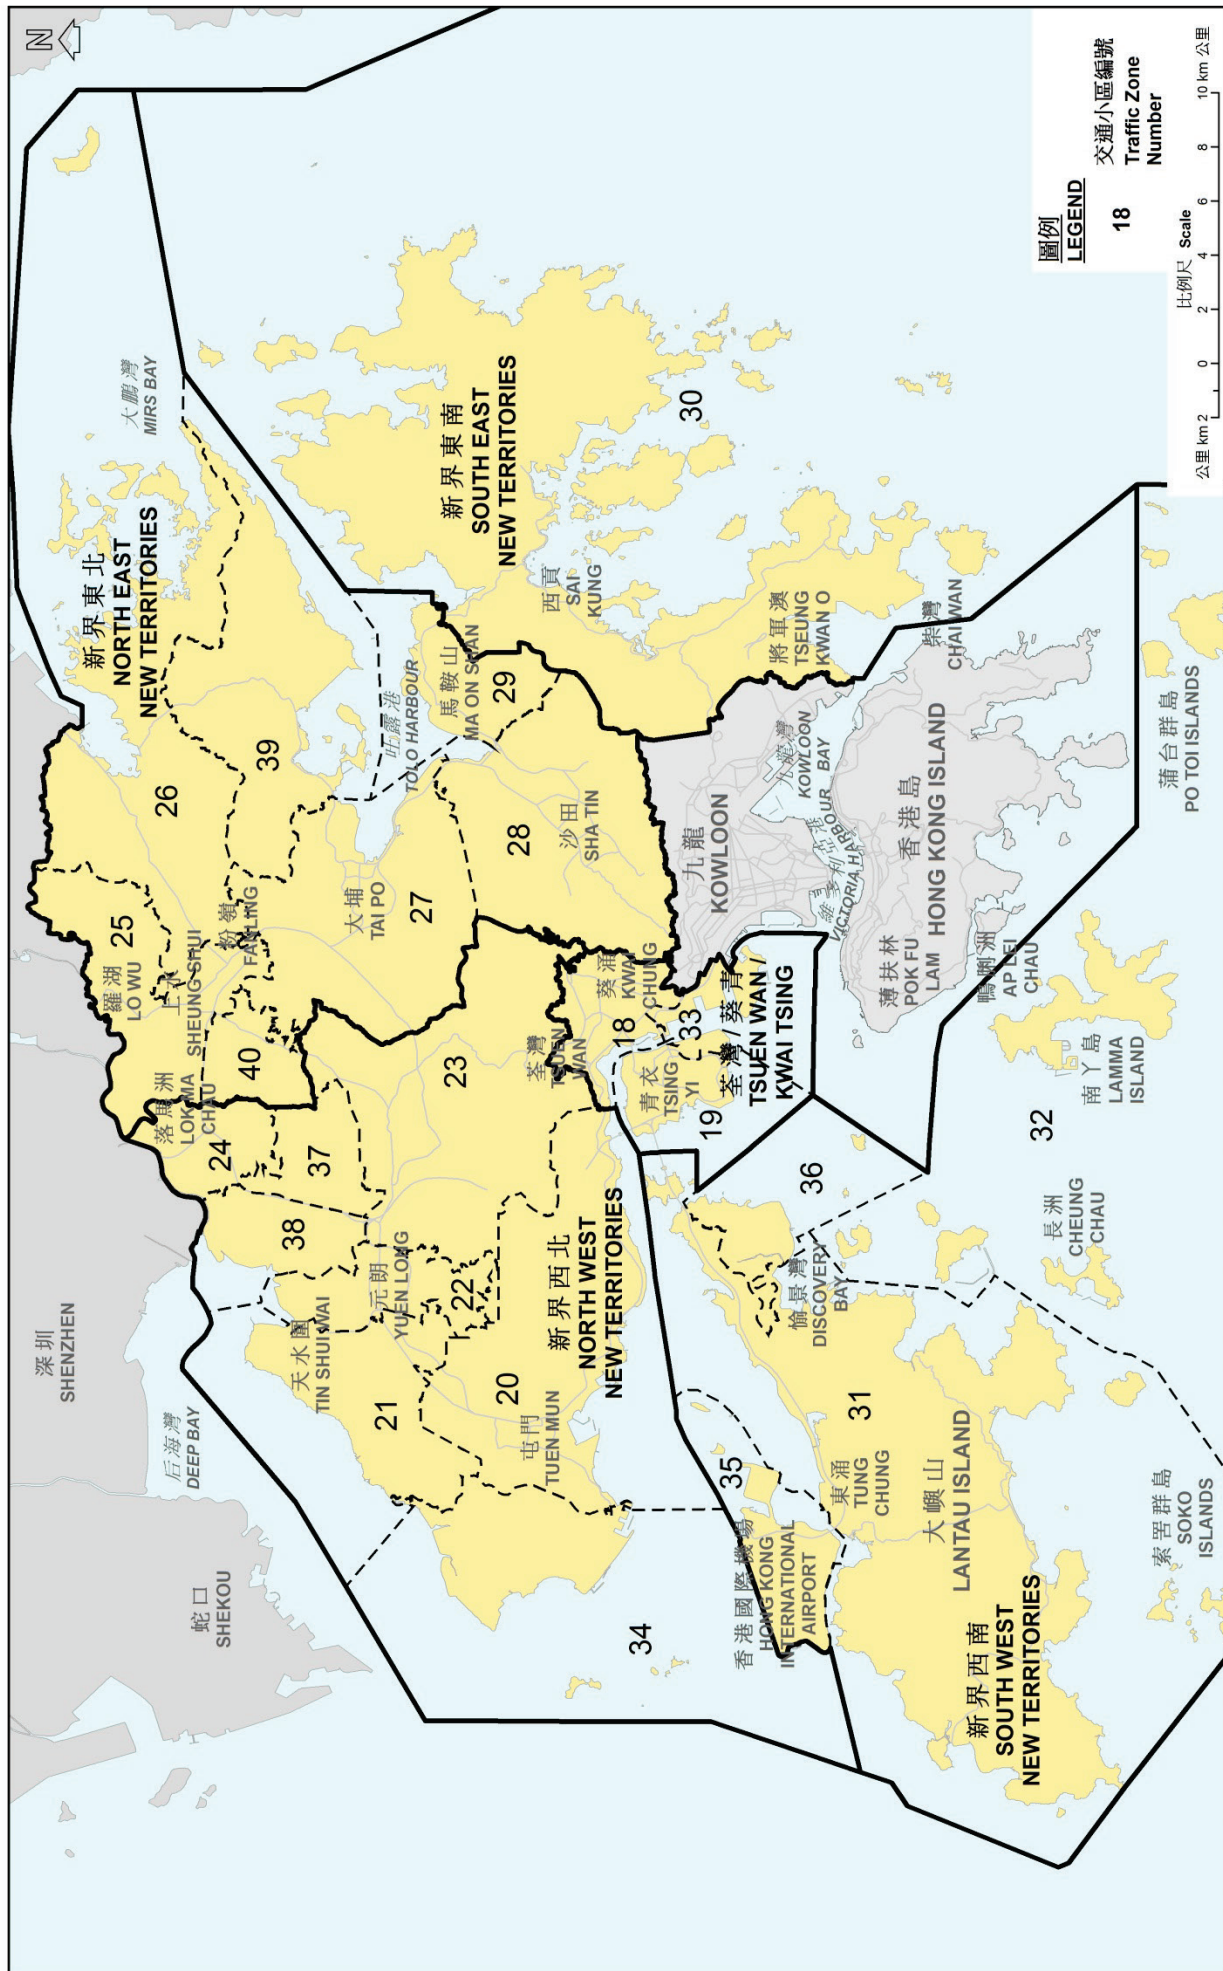 N
深圳
SHENZHEN
蛇口
SHEKOU
后海灣
DEEP BAY
落馬洲
LOK MA
CHAU
羅湖
LO WU
上水
SHEUNG SHUI
粉嶺
FANLING
新界東北
NORTH EAST
NEW TERRITORIES
大鵬灣
MIRS BAY
24
25
26
40
39
37
38
天水圍
TIN SHUI WAI
元朗
YUEN LONG
大埔
TAI PO
27
吐露港
TOLO HARBOUR
馬鞍山
MA ON SHAN
29
新界東南
SOUTH EAST
NEW TERRITORIES
21
22
23
20
屯門
TUEN MUN
新界西北
NORTH WEST
NEW TERRITORIES
荃灣
TSUEN
WAN
28
沙田
SHA TIN
西貢
SAI
KUNG
30
34
葵涌
KWAI
CHUNG
18
33
青衣
TSING
YI
19
荃灣 / 葵青
TSUEN WAN /
KWAI TSING
九龍
KOWLOON
九龍灣
KOWLOON
BAY
將軍澳
TSEUNG
KWAN O
35
香港國際機場
HONG KONG
INTERNATIONAL
AIRPORT
36
愉景灣
DISCOVERY
BAY
維多利亞港
VICTORIA HARBOUR
31
東涌
TUNG
CHUNG
大嶼山
LANTAU ISLAND
薄扶林
POK FU
LAM
香港島
HONG KONG ISLAND
柴灣
CHAI WAN
鴨脷洲
AP LEI
CHAU
新界西南
SOUTH WEST
NEW TERRITORIES
32
長洲
CHEUNG
CHAU
南丫島
LAMMA
ISLAND
蒲台群島
PO TOI ISLANDS
索罟群島
SOKO
ISLANDS
圖例
LEGEND
18
交通小區編號
Traffic Zone
Number
比例尺 Scale
公里 km 2 0 2 4 6 8 10 km 公里